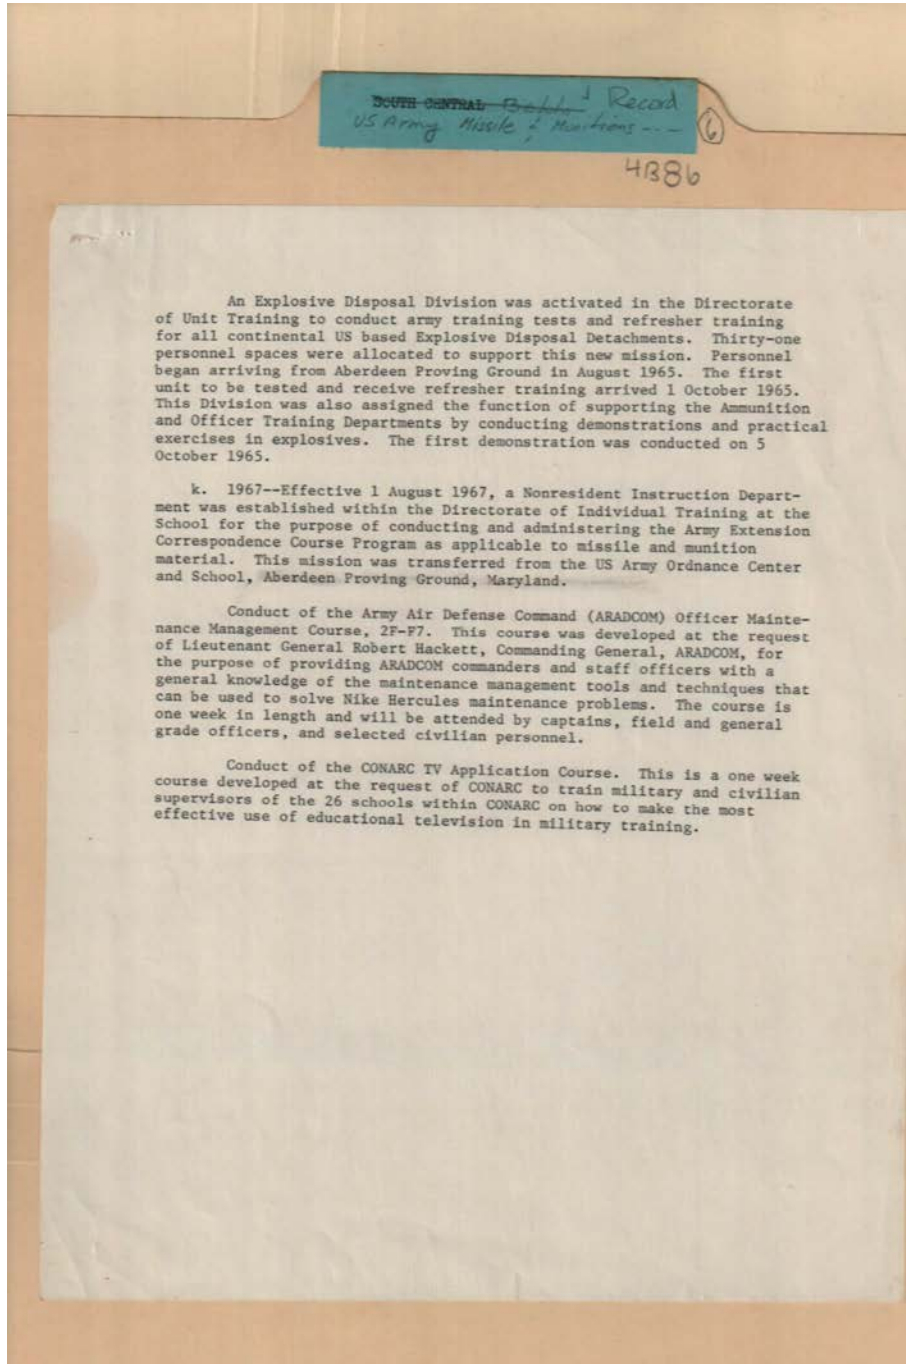 SOUTH CENTRAL Record
US Army Missile & Munitions ---
6
4B86
An Explosive Disposal Division was activated in the Directorate
of Unit Training to conduct army training tests and refresher training
for all continental US based Explosive Disposal Detachments. Thirty-one
personnel spaces were allocated to support this new mission. Personnel
began arriving from Aberdeen Proving Ground in August 1965. The first
unit to be tested and receive refresher training arrived 1 October 1965.
This Division was also assigned the function of supporting the Ammunition
and Officer Training Departments by conducting demonstrations and practical
exercises in explosives. The first demonstration was conducted on 5
October 1965.
k. 1967--Effective 1 August 1967, a Nonresident Instruction Depart-
ment was established within the Directorate of Individual Training at the
School for the purpose of conducting and administering the Army Extension
Correspondence Course Program as applicable to missile and munition
material. This mission was transferred from the US Army Ordnance Center
and School, Aberdeen Proving Ground, Maryland.
Conduct of the Army Air Defense Command (ARADCOM) Officer Mainte-
nance Management Course, 2F-F7. This course was developed at the request
of Lieutenant General Robert Hackett, Commanding General, ARADCOM, for
the purpose of providing ARADCOM commanders and staff officers with a
general knowledge of the maintenance management tools and techniques that
can be used to solve Nike Hercules maintenance problems. The course is
one week in length and will be attended by captains, field and general
grade officers, and selected civilian personnel.
Conduct of the CONARC TV Application Course. This is a one week
course developed at the request of CONARC to train military and civilian
supervisors of the 26 schools within CONARC on how to make the most
effective use of educational television in military training.